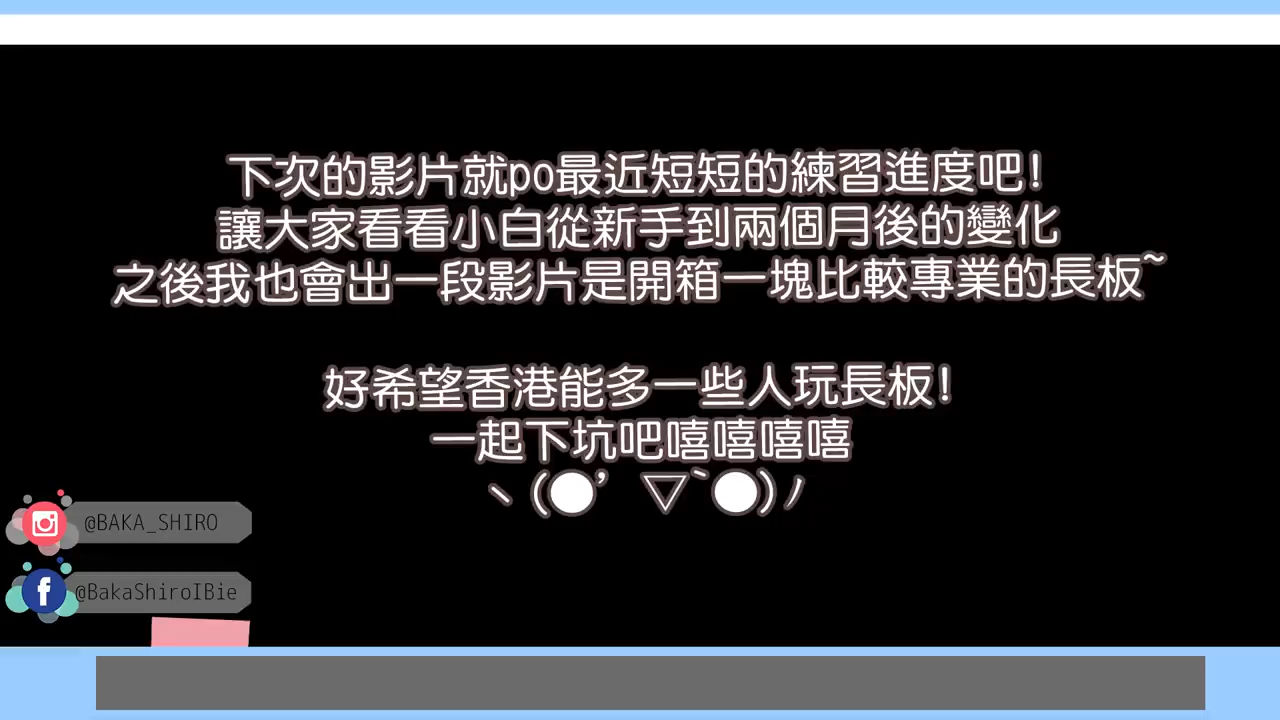 下次的影片就po最近短短的練習進度吧!
讓大家看看小白從新手到兩個月後的變化
之後我也會出一段影片是開箱一塊比較專業的長板~
好希望香港能多一些人玩長板!
一起下坑吧嘻嘻嘻嘻
ヽ(●’▽`●)ﾉ
@BAKA_SHIRO
@BakaShiroIBie